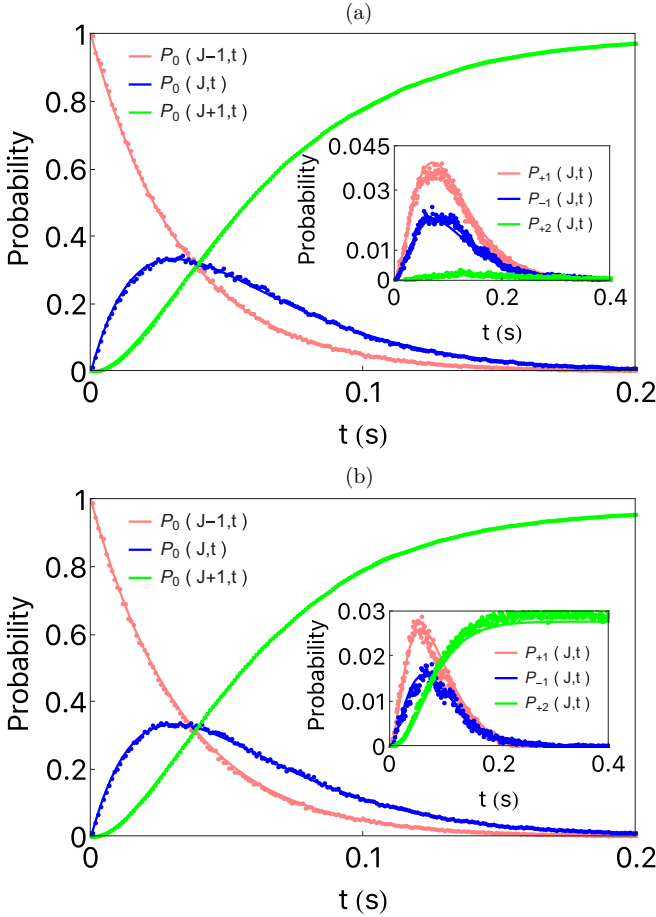 (a)
Probability
1
0.8
0.6
0.4
0.2
0
P₀ ( J−1,t)
P₀ ( J,t)
P₀ ( J+1,t)
Probability
0.045
0.03
0.01
0
P₊₁ ( J,t)
P₋₁ ( J,t)
P₊₂ ( J,t)
0 0.2 0.4
t (s)
0 0.1 0.2
t (s)
(b)
Probability
1
0.8
0.6
0.4
0.2
0
P₀ ( J−1,t)
P₀ ( J,t)
P₀ ( J+1,t)
Probability
0.03
0.02
0.01
0
P₊₁ ( J,t)
P₋₁ ( J,t)
P₊₂ ( J,t)
0 0.2 0.4
t (s)
0 0.1 0.2
t (s)